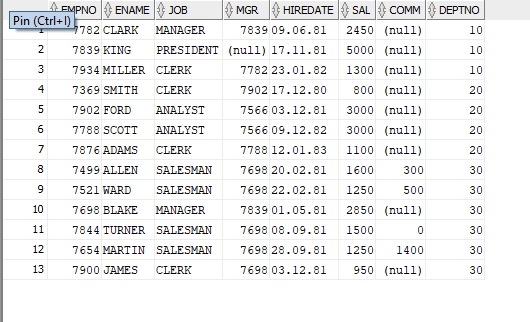 EMPNO ENAME JOB MGR HIREDATE SAL COMM DEPTNO
Pin (Ctrl+I)
1 7782 CLARK MANAGER 7839 09.06.81 2450 (null) 10
2 7839 KING PRESIDENT (null) 17.11.81 5000 (null) 10
3 7934 MILLER CLERK 7782 23.01.82 1300 (null) 10
4 7369 SMITH CLERK 7902 17.12.80 800 (null) 20
5 7902 FORD ANALYST 7566 03.12.81 3000 (null) 20
6 7788 SCOTT ANALYST 7566 09.12.82 3000 (null) 20
7 7876 ADAMS CLERK 7788 12.01.83 1100 (null) 20
8 7499 ALLEN SALESMAN 7698 20.02.81 1600 300 30
9 7521 WARD SALESMAN 7698 22.02.81 1250 500 30
10 7698 BLAKE MANAGER 7839 01.05.81 2850 (null) 30
11 7844 TURNER SALESMAN 7698 08.09.81 1500 0 30
12 7654 MARTIN SALESMAN 7698 28.09.81 1250 1400 30
13 7900 JAMES CLERK 7698 03.12.81 950 (null) 30